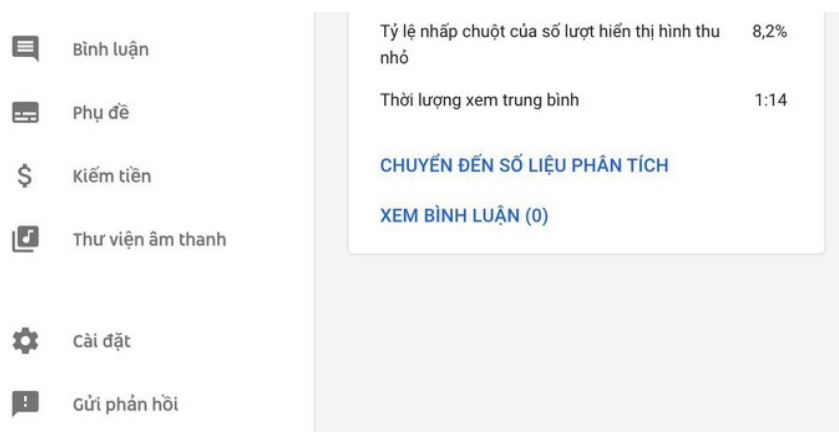 Bình luận
Phụ đề
Kiếm tiền
Thư viện âm thanh
Cài đặt
Gửi phản hồi
Tỷ lệ nhấp chuột của số lượt hiển thị hình thu 8,2%
nhỏ
Thời lượng xem trung bình 1:14
CHUYỂN ĐẾN SỐ LIỆU PHÂN TÍCH
XEM BÌNH LUẬN (0)